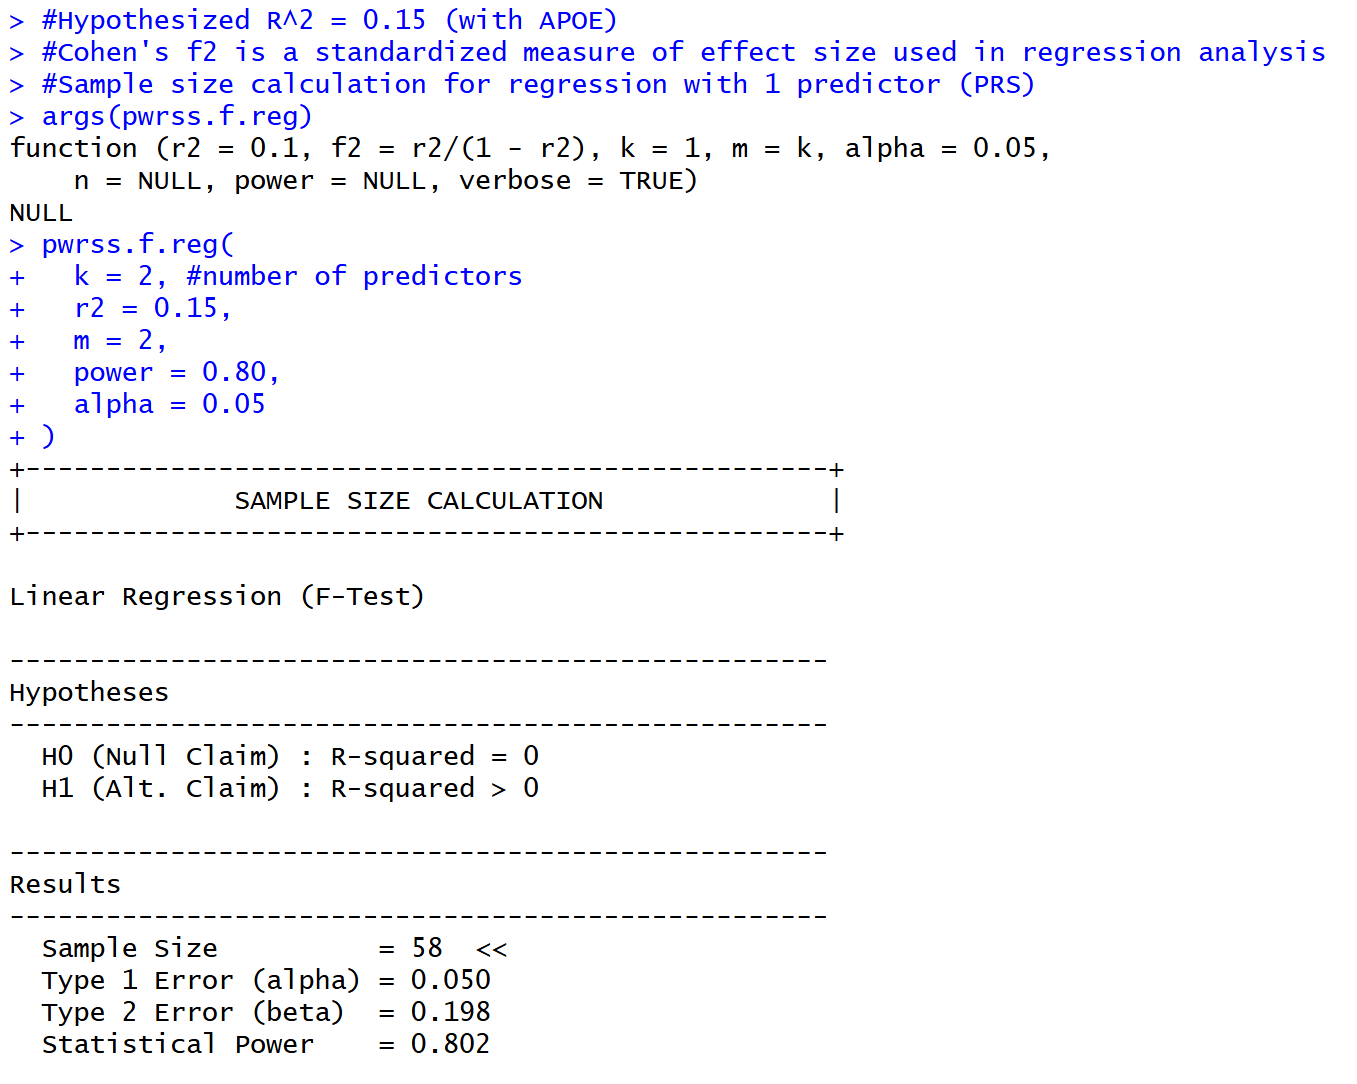 > #Hypothesized R^2 = 0.15 (with APOE)
> #Cohen's f2 is a standardized measure of effect size used in regression analysis
> #Sample size calculation for regression with 1 predictor (PRS)
> args(pwrss.f.reg)
function (r2 = 0.1, f2 = r2/(1 - r2), k = 1, m = k, alpha = 0.05,
    n = NULL, power = NULL, verbose = TRUE)
NULL
> pwrss.f.reg(
+   k = 2, #number of predictors
+   r2 = 0.15,
+   m = 2,
+   power = 0.80,
+   alpha = 0.05
+ )
+--------------------------------------------------+
|             SAMPLE SIZE CALCULATION              |
+--------------------------------------------------+
Linear Regression (F-Test)
---------------------------------------------------
Hypotheses
---------------------------------------------------
  H0 (Null Claim) : R-squared = 0
  H1 (Alt. Claim) : R-squared > 0
---------------------------------------------------
Results
---------------------------------------------------
  Sample Size          = 58  <<
  Type 1 Error (alpha) = 0.050
  Type 2 Error (beta)  = 0.198
  Statistical Power    = 0.802